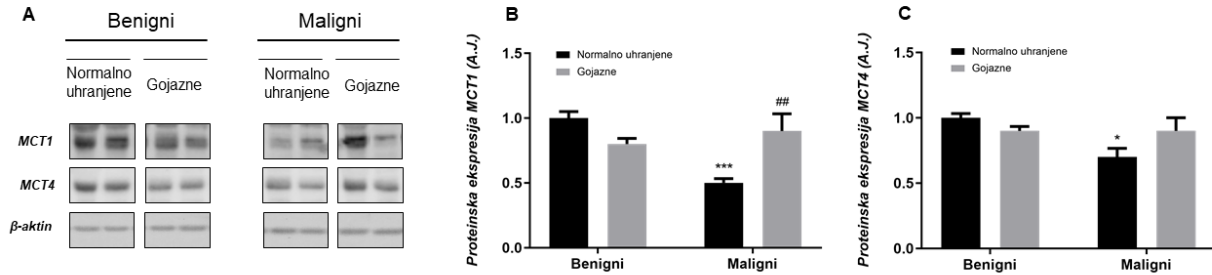 A
Benigni
Maligni
Normalno
uhranjene
Gojazne
Normalno
uhranjene
Gojazne
MCT1
MCT4
β-aktin
B
Proteinska ekspresija MCT1 (A.J.)
1.5
1.0
0.5
0.0
Normalno uhranjene
Gojazne
***
##
Benigni
Maligni
C
Proteinska ekspresija MCT4 (A.J.)
1.5
1.0
0.5
0.0
Normalno uhranjene
Gojazne
*
Benigni
Maligni